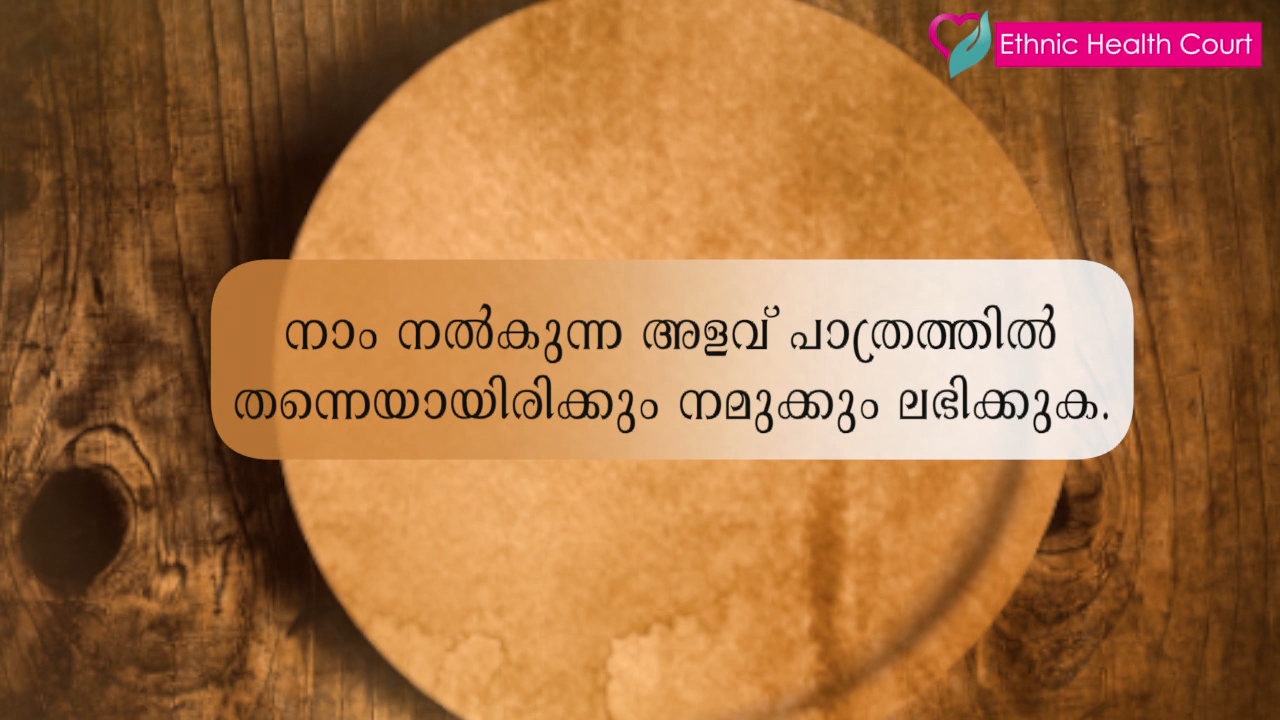 Ethnic Health Court
നാം നൽകുന്ന അളവ് പാത്രത്തിൽ
തന്നെയായിരിക്കും നമുക്കും ലഭിക്കുക.